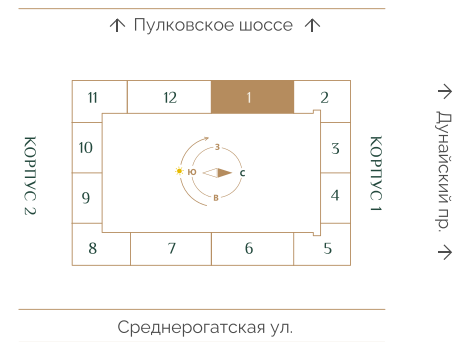 Пулковское шоссе
11 12 1 2
КОРПУС 2
10
9
З
Ю
С
В
3
4
КОРПУС 1
Дунайский пр.
8 7 6 5
Среднерогатская ул.